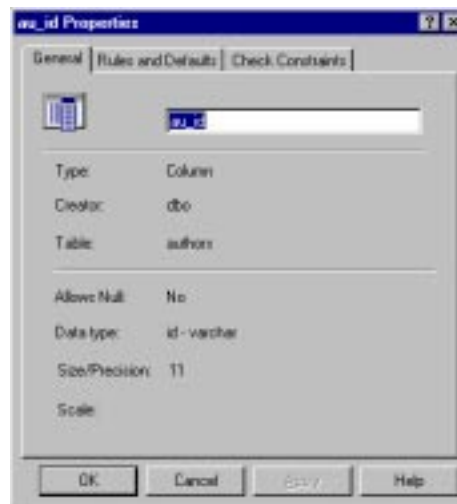 au_id Properties
General Rules and Defaults Check Constraints
au_id
Type: Column
Creator: dbo
Table: authors
Allows Null: No
Data type: id - varchar
Size/Precision: 11
Scale:
OK Cancel Apply Help